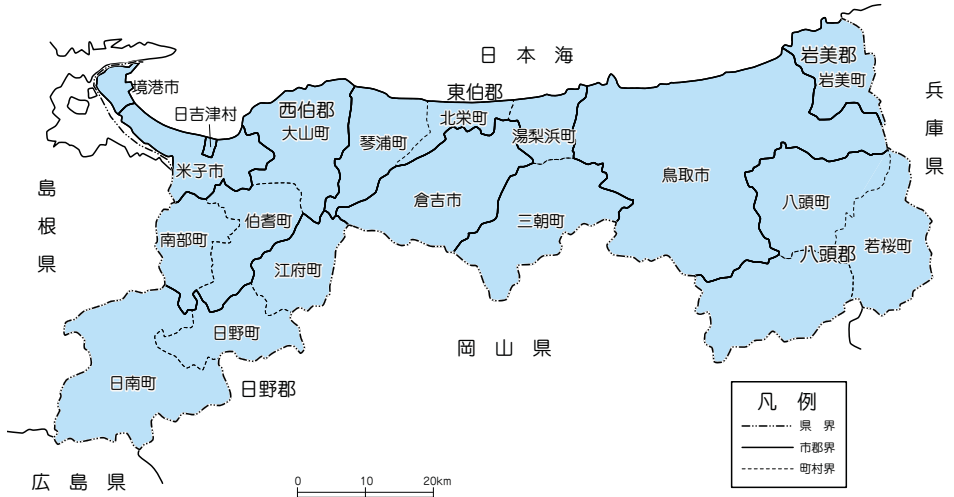 日本海
岩美郡
岩美町
境港市
日吉津村
西伯郡
大山町
東伯郡
北栄町
琴浦町
湯梨浜町
兵庫県
米子市
鳥取市
島根県
倉吉市
八頭町
伯耆町
南部町
三朝町
八頭郡
若桜町
江府町
日野町
岡山県
日南町
日野郡
凡例
県界
市郡界
町村界
広島県
0 10 20km